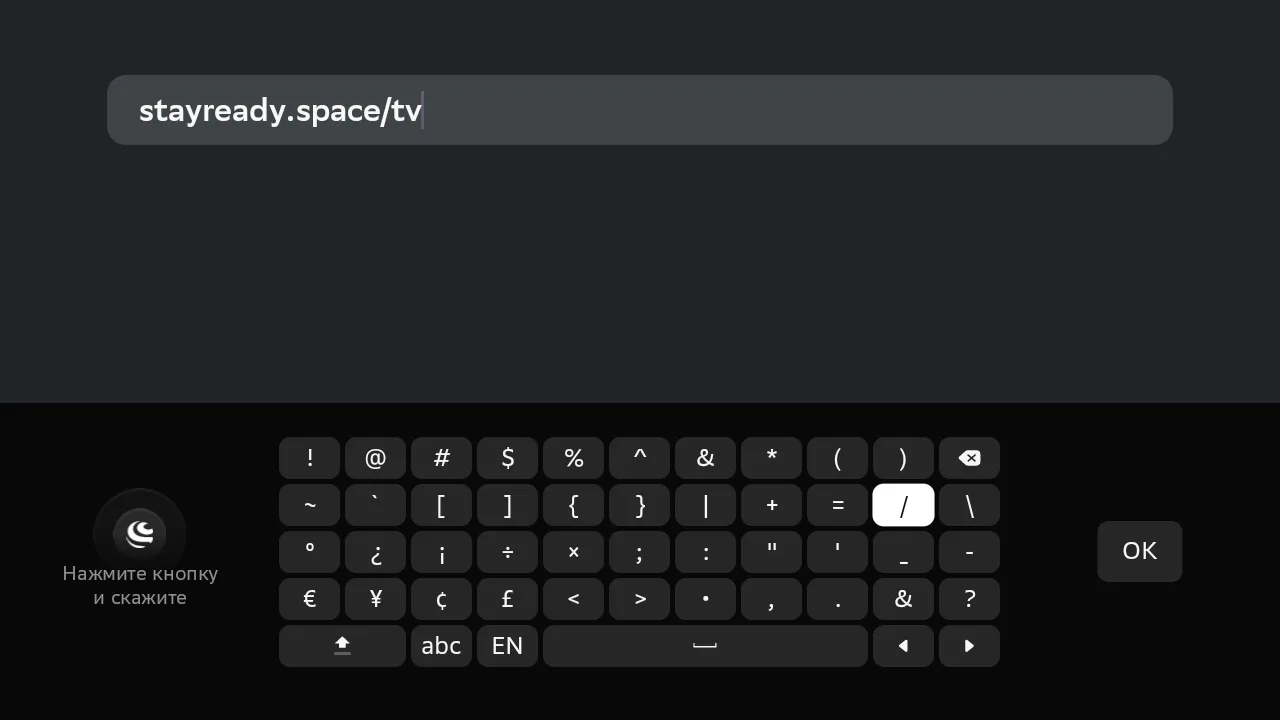 stayready.space/tv
! @ # $ % ^ & * ( )
~ ` [ ] { } | + = / \
° ¿ ¡ ÷ × ; : " ' _ -
€ ¥ ¢ £ < > • , . & ?
abc EN
Нажмите кнопку
и скажите
OK